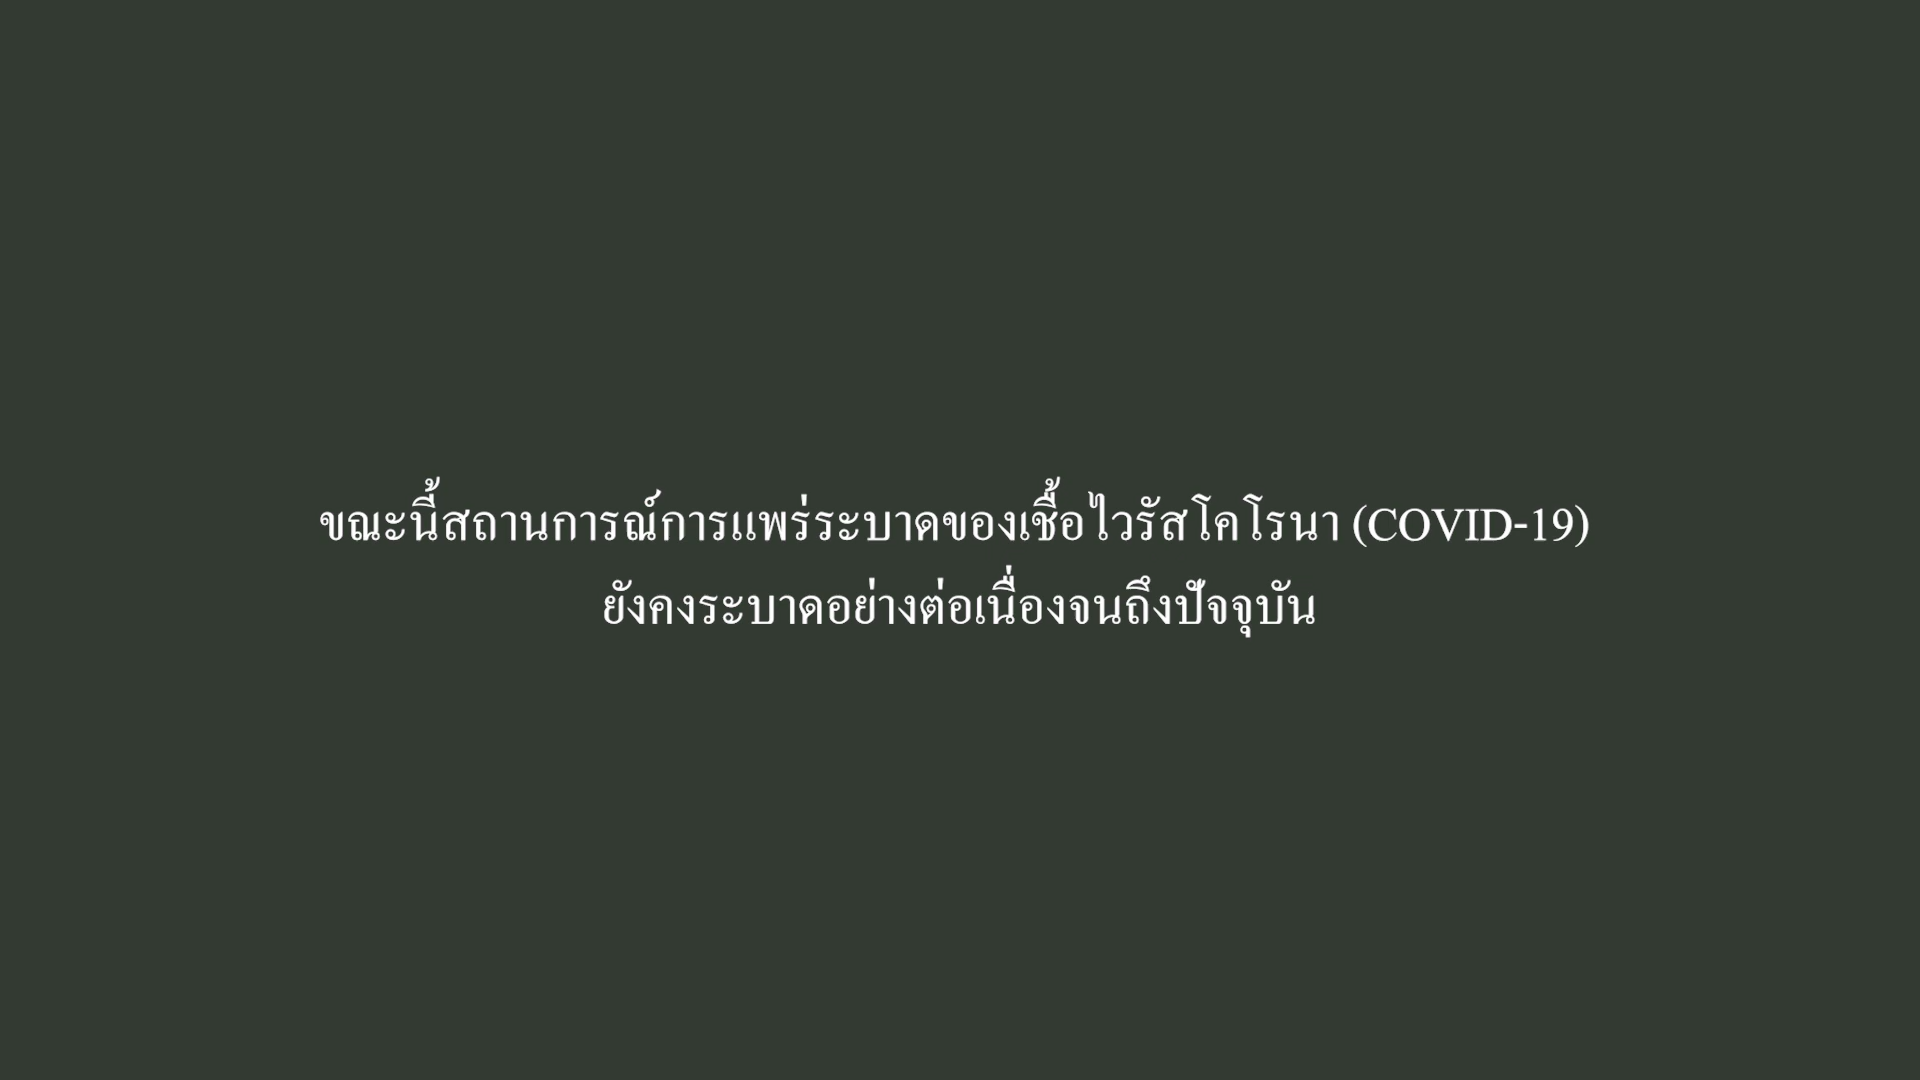 ขณะนี้สถานการณ์การแพร่ระบาดของเชื้อไวรัสโคโรนา (COVID-19)
ยังคงระบาดอย่างต่อเนื่องจนถึงปัจจุบัน